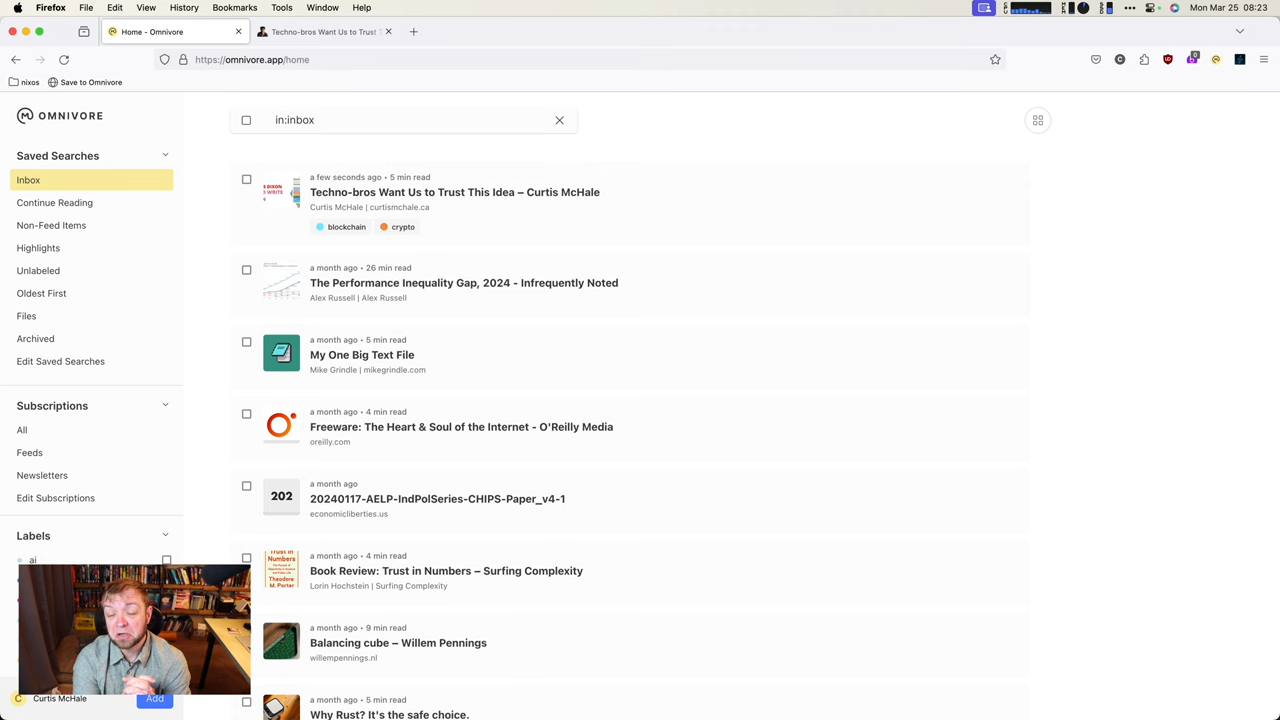 Firefox File Edit View History Bookmarks Tools Window Help
Mon Mar 25 08:23
Home - Omnivore
Techno-bros Want Us to Trust T
https://omnivore.app/home
0
nixos
Save to Omnivore
OMNIVORE
Saved Searches
Inbox
Continue Reading
Non-Feed Items
Highlights
Unlabeled
Oldest First
Files
Archived
Edit Saved Searches
Subscriptions
All
Feeds
Newsletters
Edit Subscriptions
Labels
ai
C
Curtis McHale
Add
in:inbox
a few seconds ago • 5 min read
Techno-bros Want Us to Trust This Idea – Curtis McHale
Curtis McHale | curtismchale.ca
blockchain
crypto
a month ago • 26 min read
The Performance Inequality Gap, 2024 - Infrequently Noted
Alex Russell | Alex Russell
a month ago • 5 min read
My One Big Text File
Mike Grindle | mikegrindle.com
a month ago • 4 min read
Freeware: The Heart & Soul of the Internet - O'Reilly Media
oreilly.com
202
a month ago
20240117-AELP-IndPolSeries-CHIPS-Paper_v4-1
economicliberties.us
Trust in
Numbers
Theodore
M. Porter
a month ago • 4 min read
Book Review: Trust in Numbers – Surfing Complexity
Lorin Hochstein | Surfing Complexity
a month ago • 9 min read
Balancing cube – Willem Pennings
willempennings.nl
a month ago • 5 min read
Why Rust? It's the safe choice.